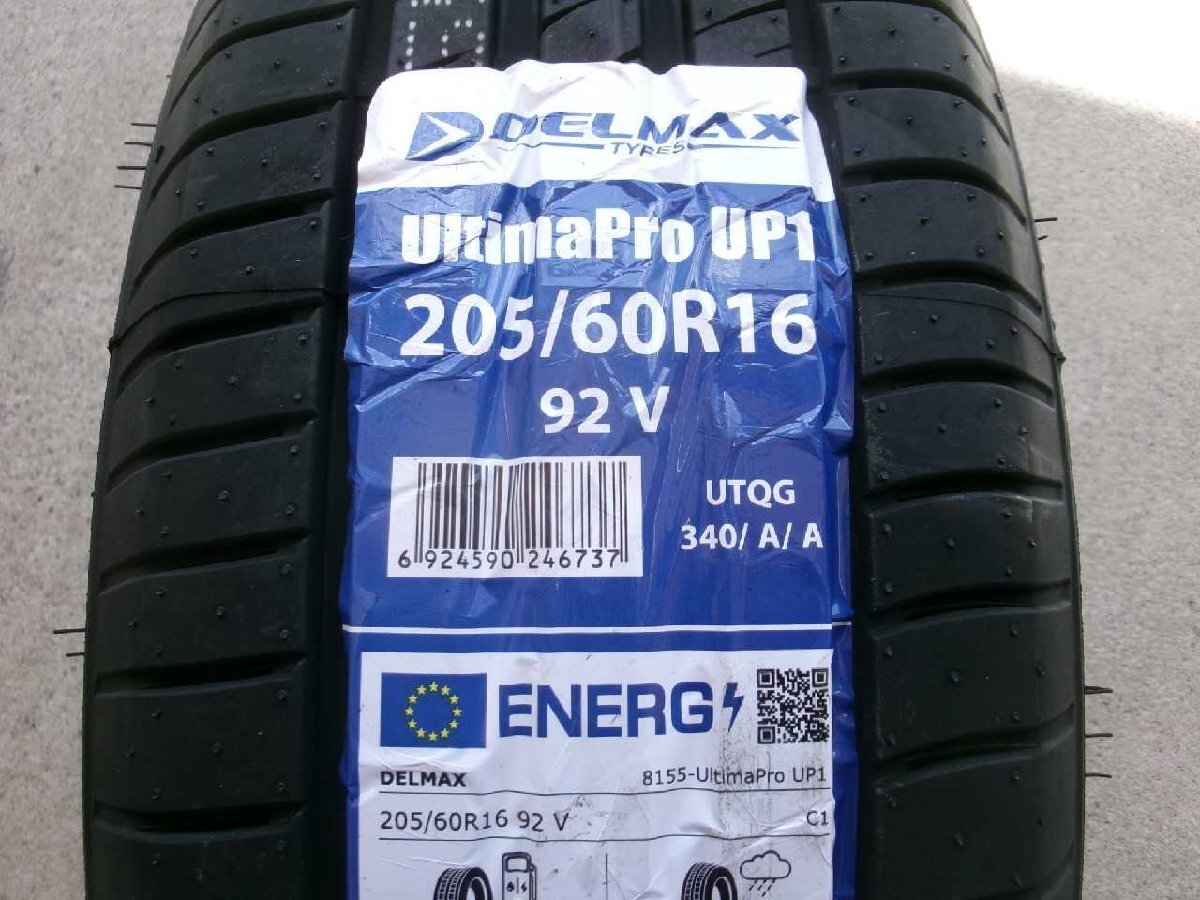 DELMAX
TYRES
UltimaPro UP1
205/60R16
92 V
UTQG
340/ A/ A
6 924590 246737
ENERG
DELMAX 8155-UltimaPro UP1
205/60R16 92 V C1